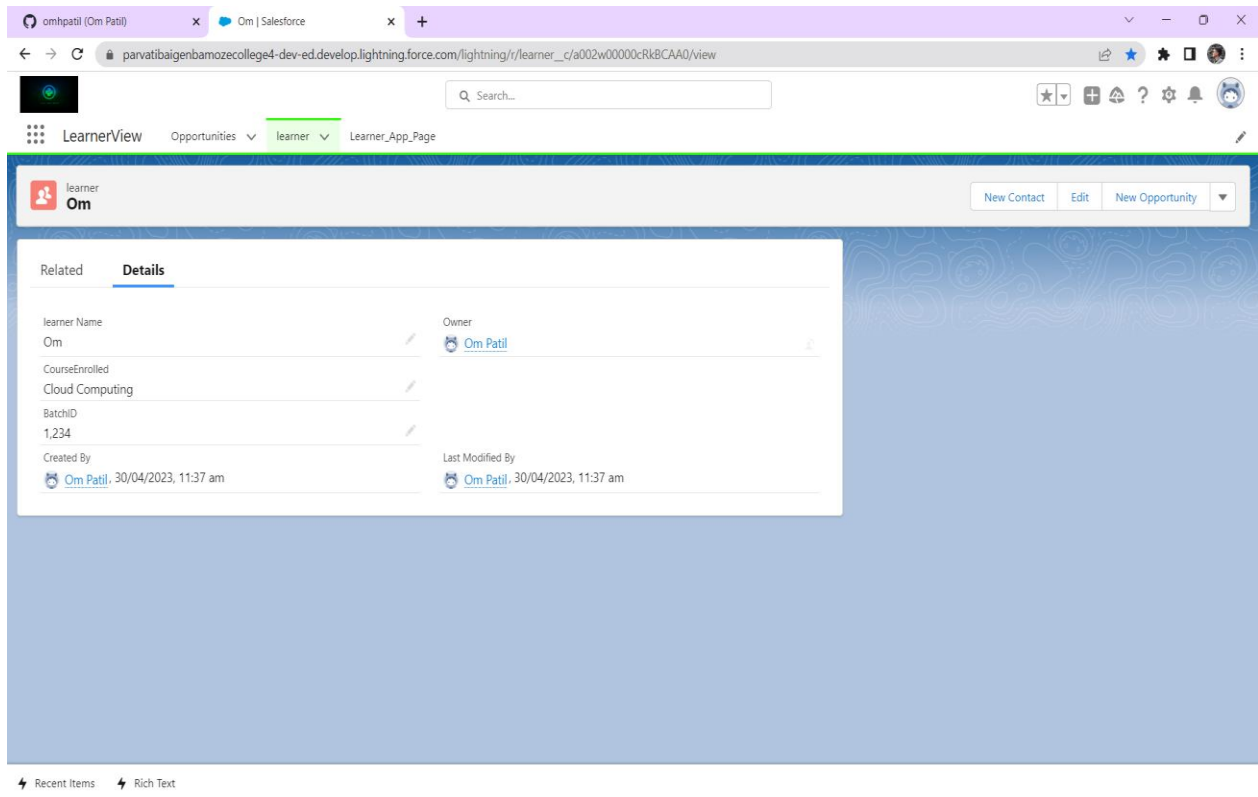 omhpatil (Om Patil)
Om | Salesforce
parvatibaigenbamozecollege4-dev-ed.develop.lightning.force.com/lightning/r/learner__c/a002w00000cRkBCAA0/view
Search...
LearnerView Opportunities learner Learner_App_Page
learner
Om
New Contact Edit New Opportunity
Related Details
learner Name
Om
Owner
Om Patil
CourseEnrolled
Cloud Computing
BatchID
1,234
Created By
Om Patil, 30/04/2023, 11:37 am
Last Modified By
Om Patil, 30/04/2023, 11:37 am
Recent Items Rich Text